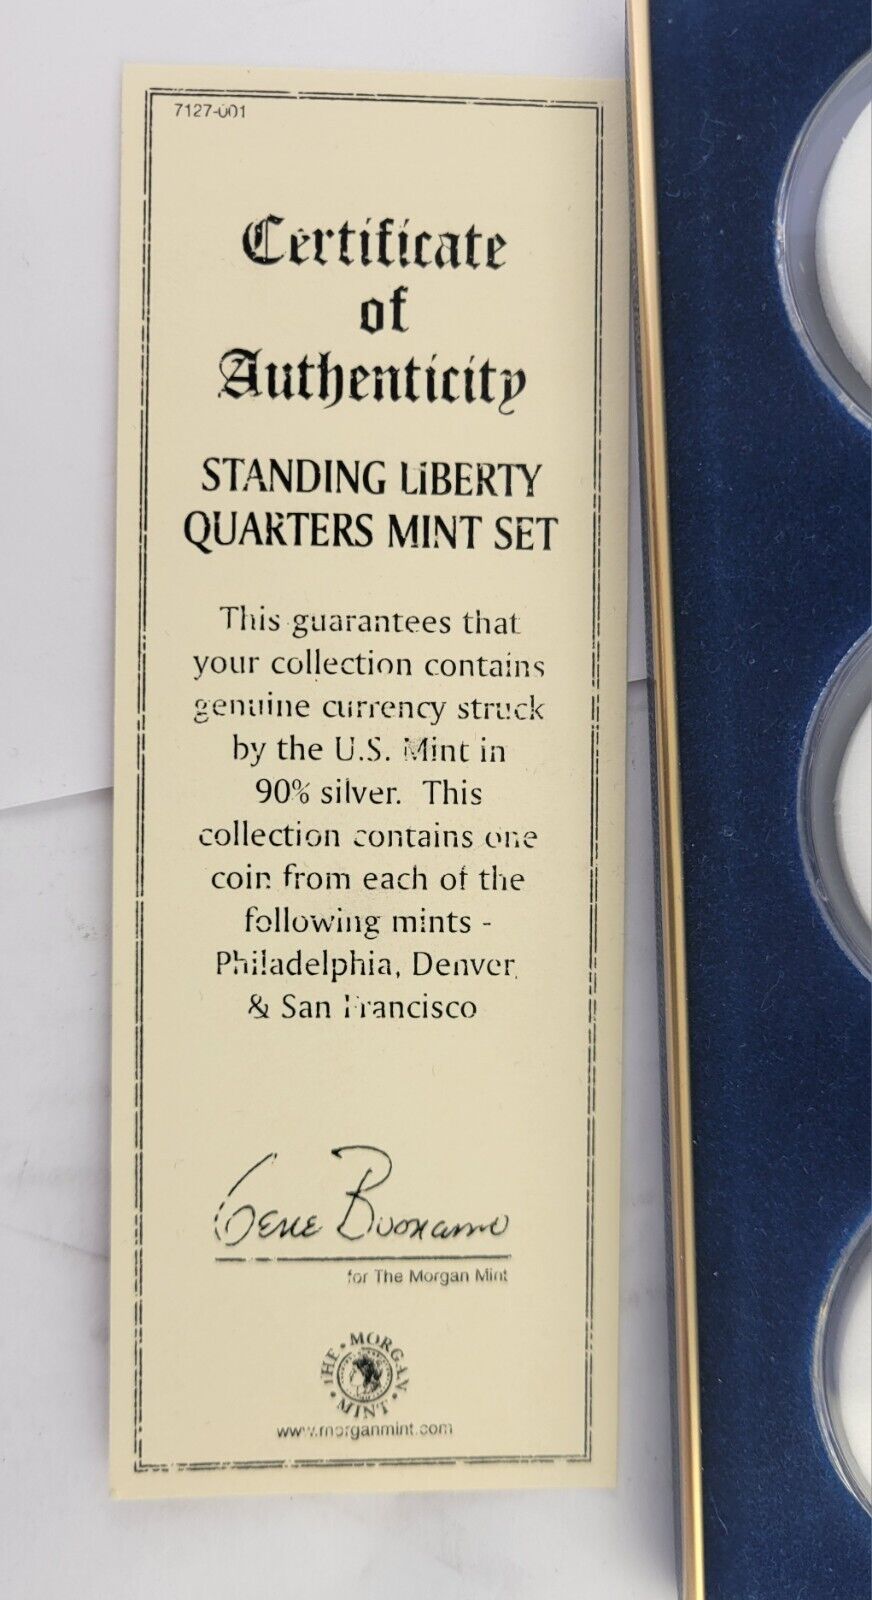 7127-001
Certificate
of
Authenticity
STANDING LIBERTY
QUARTERS MINT SET
This guarantees that
your collection contains
genuine currency struck
by the U.S. Mint in
90% silver. This
collection contains one
coin from each of the
following mints -
Philadelphia, Denver,
& San Francisco
Gene Buonamo
for The Morgan Mint
THE • MORGAN • MINT •
www.morganmint.com